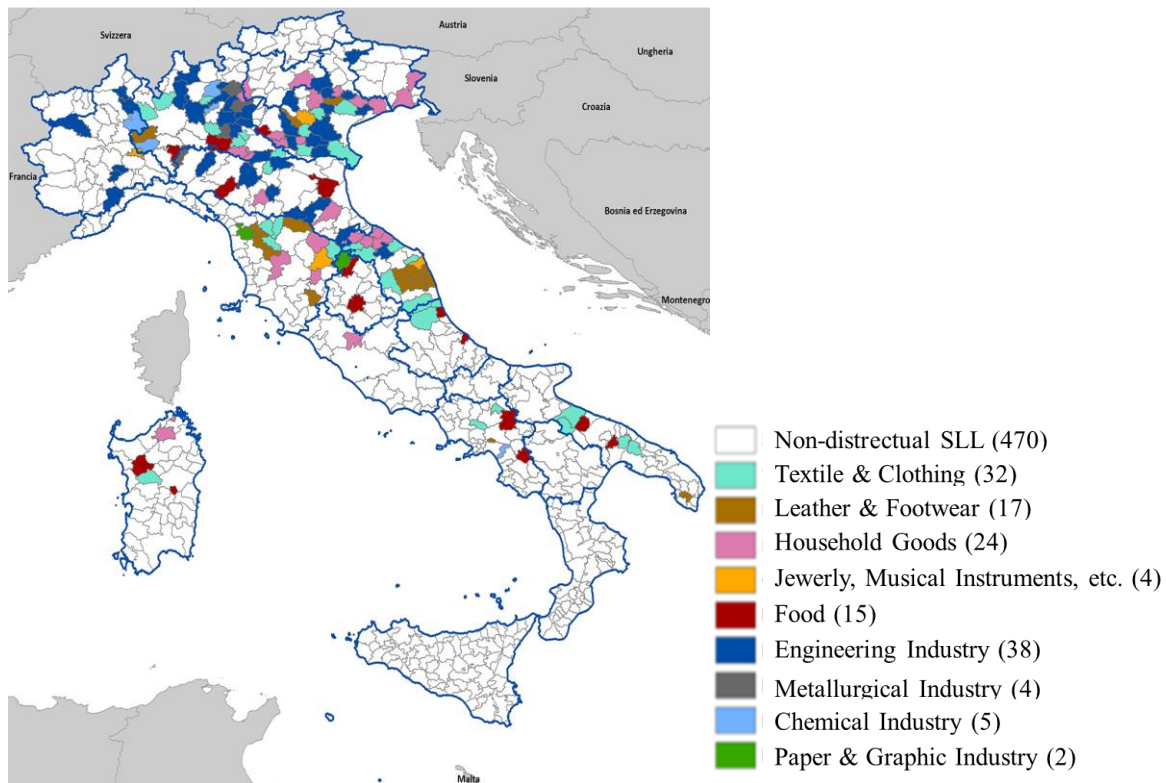 Austria
Svizzera
Ungheria
Slovenia
Croazia
Francia
Bosnia ed Erzegovina
Montenegro
Non-distrectual SLL (470)
Textile & Clothing (32)
Leather & Footwear (17)
Household Goods (24)
Jewerly, Musical Instruments, etc. (4)
Food (15)
Engineering Industry (38)
Metallurgical Industry (4)
Chemical Industry (5)
Paper & Graphic Industry (2)
Malta